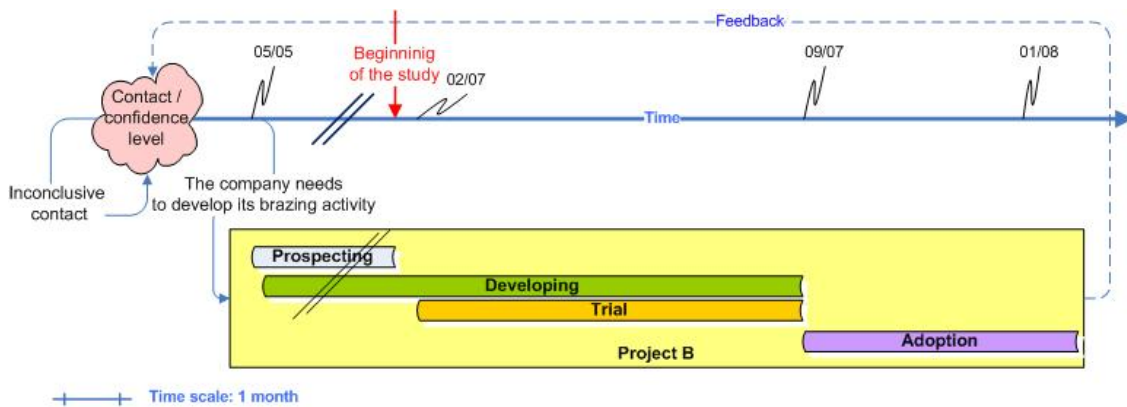 Feedback
05/05
Beginninig
of the study
02/07
09/07
01/08
Contact /
confidence
level
Time
Inconclusive
contact
The company needs
to develop its brazing activity
Prospecting
Developing
Trial
Adoption
Project B
Time scale: 1 month